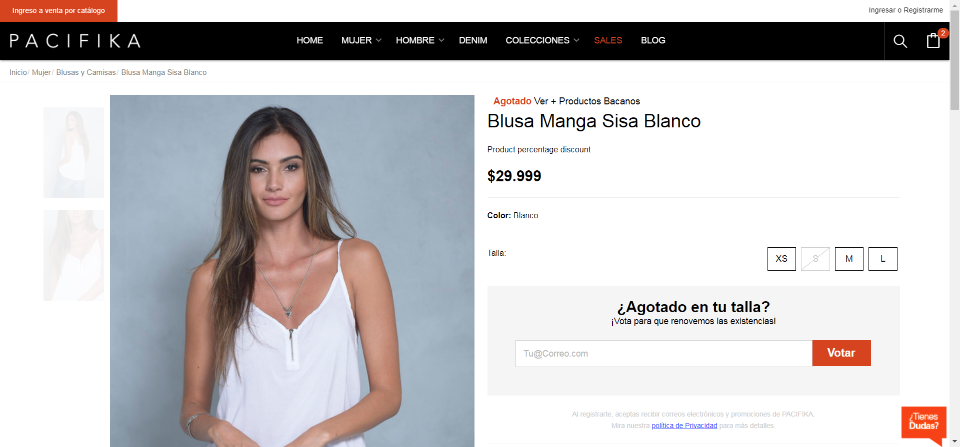 Ingreso a venta por catálogo
Ingresar o Registrarme
PACIFIKA
HOME MUJER HOMBRE DENIM COLECCIONES SALES BLOG
2
Inicio/ Mujer/ Blusas y Camisas/ Blusa Manga Sisa Blanco
Agotado Ver + Productos Bacanos
Blusa Manga Sisa Blanco
Product percentage discount
$29.999
Color: Blanco
Talla: XS S M L
¿Agotado en tu talla?
¡Vota para que renovemos las existencias!
Tu@Correo.com Votar
Al registrarte, aceptas recibir correos electrónicos y promociones de PACIFIKA.
Mira nuestra política de Privacidad para más detalles.
¿Tienes
Dudas?